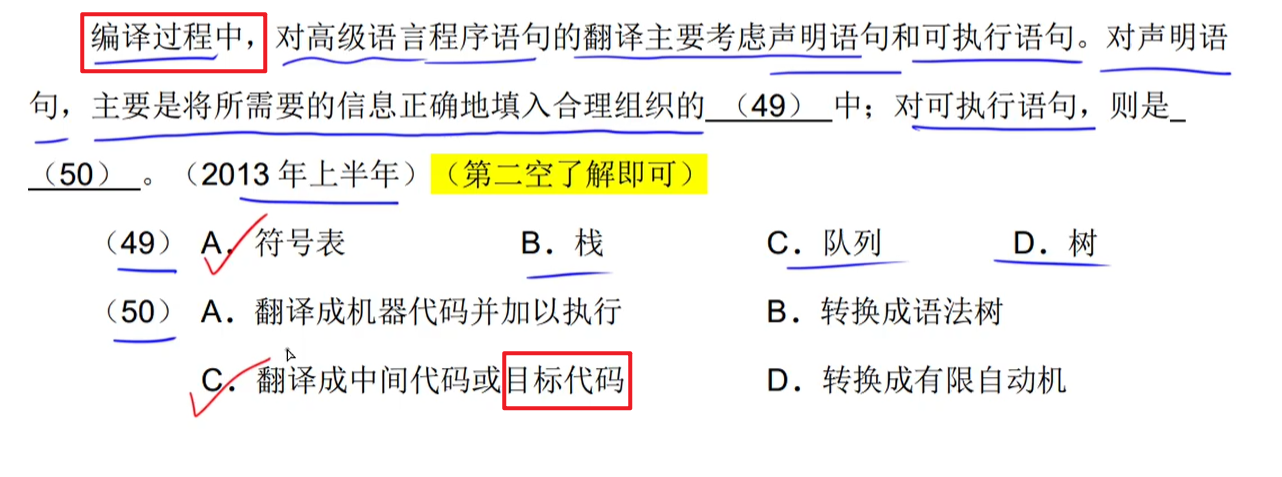 编译过程中，对高级语言程序语句的翻译主要考虑声明语句和可执行语句。对声明语
句，主要是将所需要的信息正确地填入合理组织的（49）中；对可执行语句，则是
（50）。（2013 年上半年）（第二空了解即可）
（49） A．符号表 B．栈 C．队列 D．树
（50） A．翻译成机器代码并加以执行 B．转换成语法树
C．翻译成中间代码或目标代码 D．转换成有限自动机